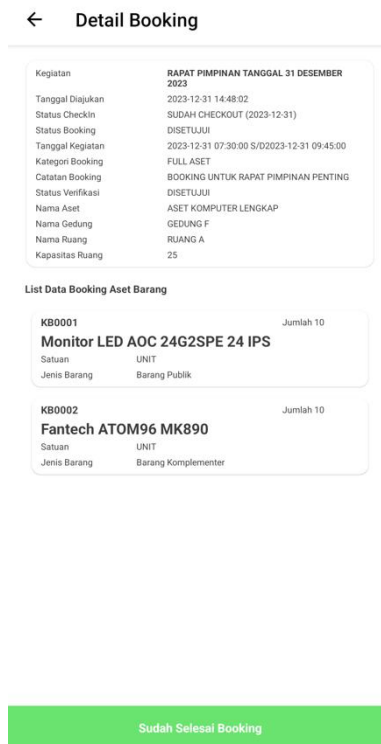 Detail Booking
Kegiatan RAPAT PIMPINAN TANGGAL 31 DESEMBER
2023
Tanggal Diajukan 2023-12-31 14:48:02
Status CheckIn SUDAH CHECKOUT (2023-12-31)
Status Booking DISETUJUI
Tanggal Kegiatan 2023-12-31 07:30:00 S/D2023-12-31 09:45:00
Kategori Booking FULL ASET
Catatan Booking BOOKING UNTUK RAPAT PIMPINAN PENTING
Status Verifikasi DISETUJUI
Nama Aset ASET KOMPUTER LENGKAP
Nama Gedung GEDUNG F
Nama Ruang RUANG A
Kapasitas Ruang 25
List Data Booking Aset Barang
KB0001 Jumlah 10
Monitor LED AOC 24G2SPE 24 IPS
Satuan UNIT
Jenis Barang Barang Publik
KB0002 Jumlah 10
Fantech ATOM96 MK890
Satuan UNIT
Jenis Barang Barang Komplementer
Sudah Selesai Booking